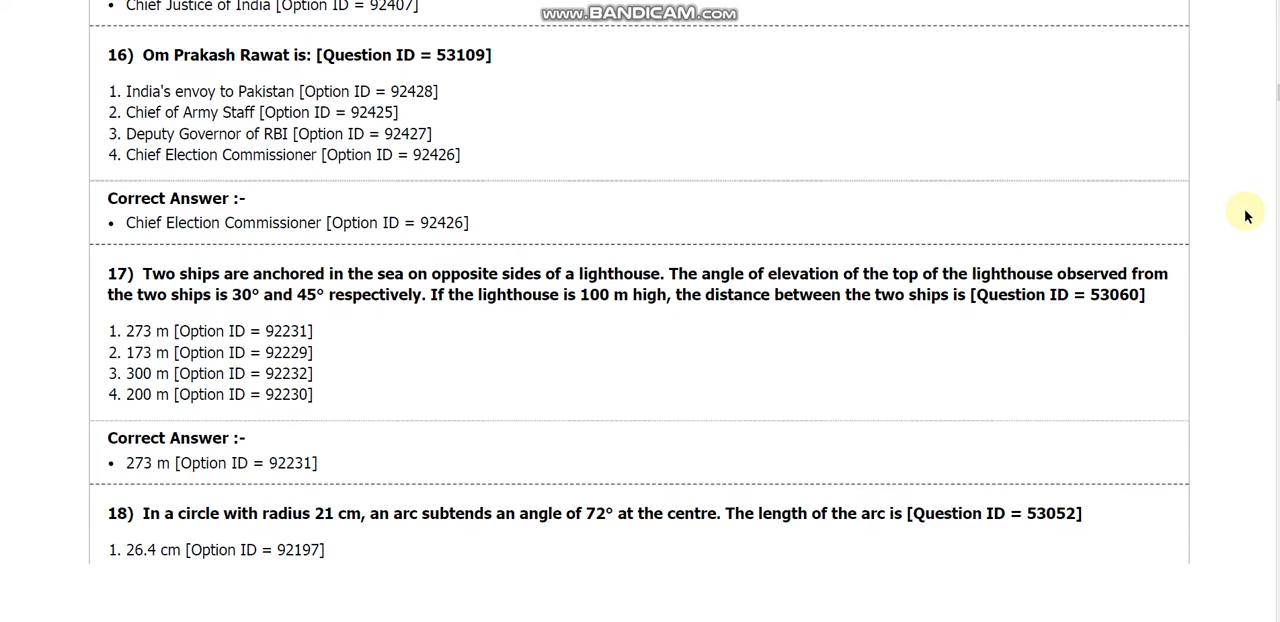 www.BANDICAM.com
• Chief Justice of India [Option ID = 92407]
16) Om Prakash Rawat is: [Question ID = 53109]
1. India's envoy to Pakistan [Option ID = 92428]
2. Chief of Army Staff [Option ID = 92425]
3. Deputy Governor of RBI [Option ID = 92427]
4. Chief Election Commissioner [Option ID = 92426]
Correct Answer :-
• Chief Election Commissioner [Option ID = 92426]
17) Two ships are anchored in the sea on opposite sides of a lighthouse. The angle of elevation of the top of the lighthouse observed from
the two ships is 30° and 45° respectively. If the lighthouse is 100 m high, the distance between the two ships is [Question ID = 53060]
1. 273 m [Option ID = 92231]
2. 173 m [Option ID = 92229]
3. 300 m [Option ID = 92232]
4. 200 m [Option ID = 92230]
Correct Answer :-
• 273 m [Option ID = 92231]
18) In a circle with radius 21 cm, an arc subtends an angle of 72° at the centre. The length of the arc is [Question ID = 53052]
1. 26.4 cm [Option ID = 92197]